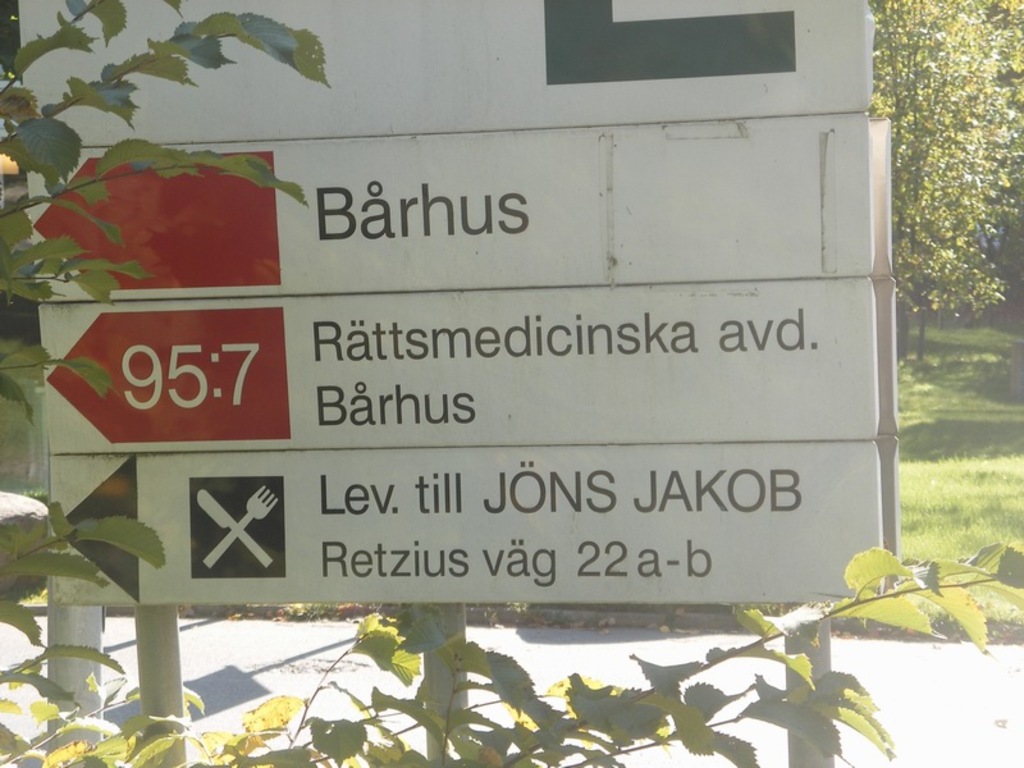 Bårhus
95:7
Rättsmedicinska avd.
Bårhus
Lev. till JÖNS JAKOB
Retzius väg 22 a-b